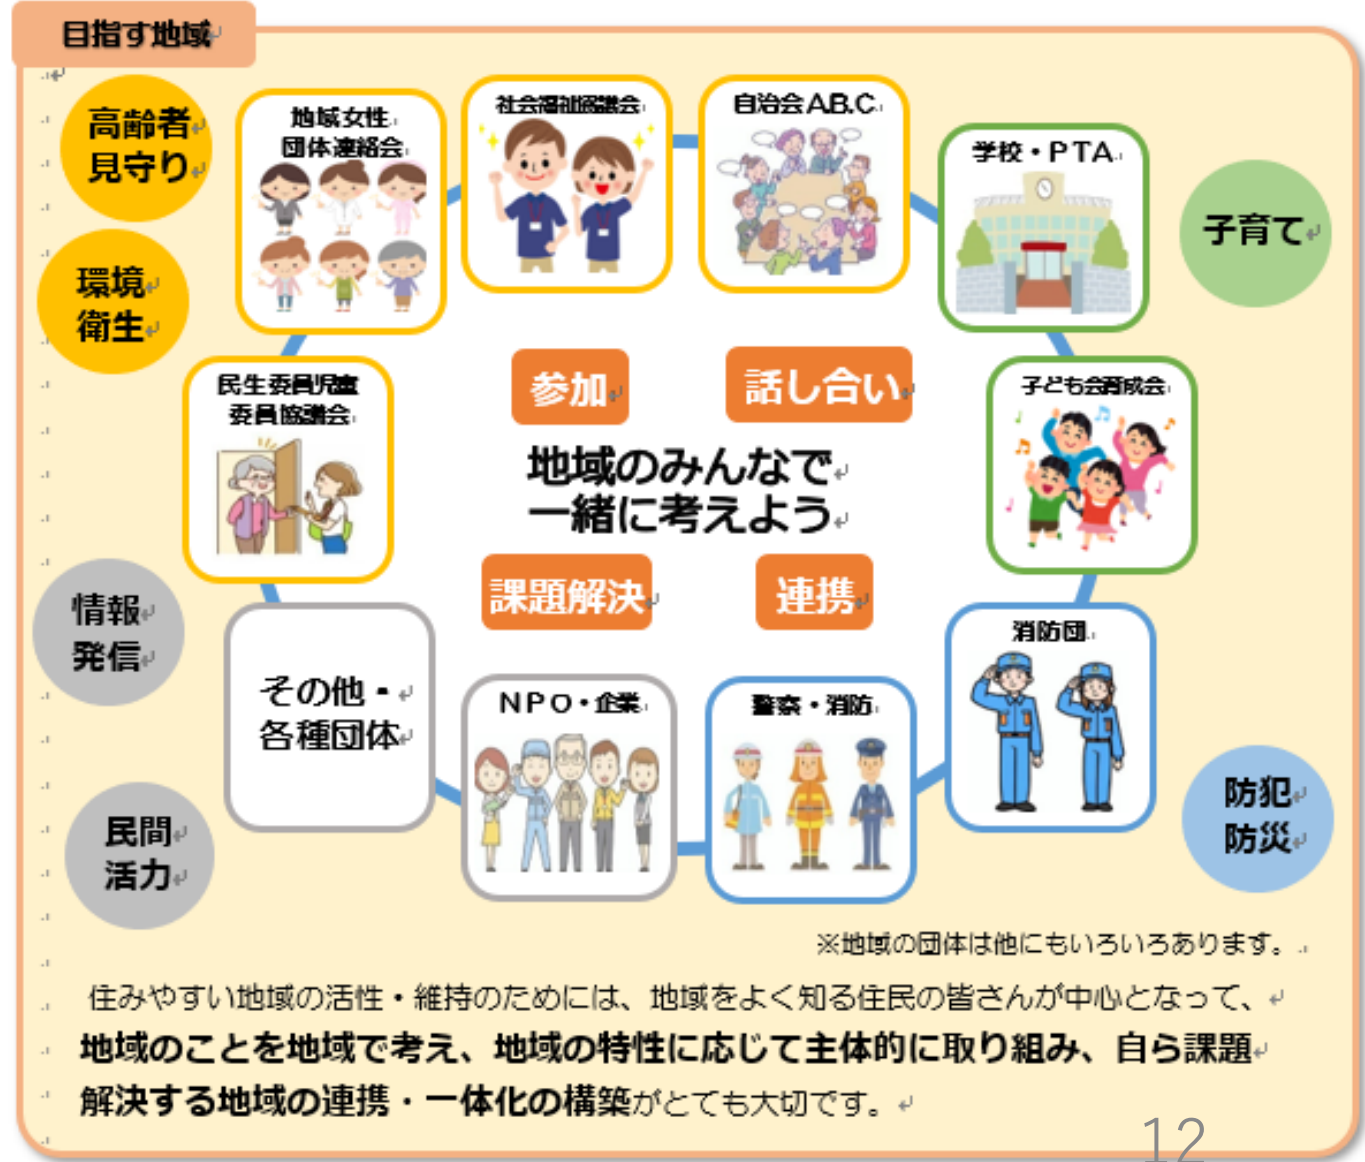 目指す地域
高齢者
見守り
環境
衛生
地域女性
団体連絡会
社会福祉協議会
自治会A.B.C
学校・PTA
子育て
民生委員児童
委員協議会
参加
話し合い
子ども会育成会
地域のみんなで
一緒に考えよう
課題解決
連携
情報
発信
その他・
各種団体
NPO・企業
警察・消防
消防団
民間
活力
防犯
防災
※地域の団体は他にもいろいろあります。
住みやすい地域の活性・維持のためには、地域をよく知る住民の皆さんが中心となって、
地域のことを地域で考え、地域の特性に応じて主体的に取り組み、自ら課題
解決する地域の連携・一体化の構築がとても大切です。
12